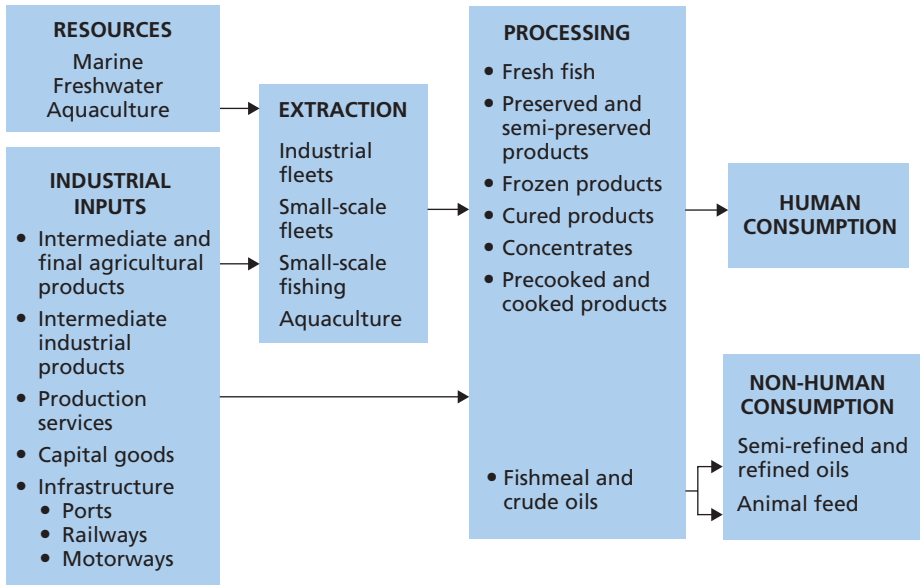 RESOURCES
Marine
Freshwater
Aquaculture
INDUSTRIAL
INPUTS
• Intermediate and
final agricultural
products
• Intermediate
industrial
products
• Production
services
• Capital goods
• Infrastructure
• Ports
• Railways
• Motorways
EXTRACTION
Industrial
fleets
Small-scale
fleets
Small-scale
fishing
Aquaculture
PROCESSING
• Fresh fish
• Preserved and
semi-preserved
products
• Frozen products
• Cured products
• Concentrates
• Precooked and
cooked products
• Fishmeal and
crude oils
HUMAN
CONSUMPTION
NON-HUMAN
CONSUMPTION
Semi-refined and
refined oils
Animal feed